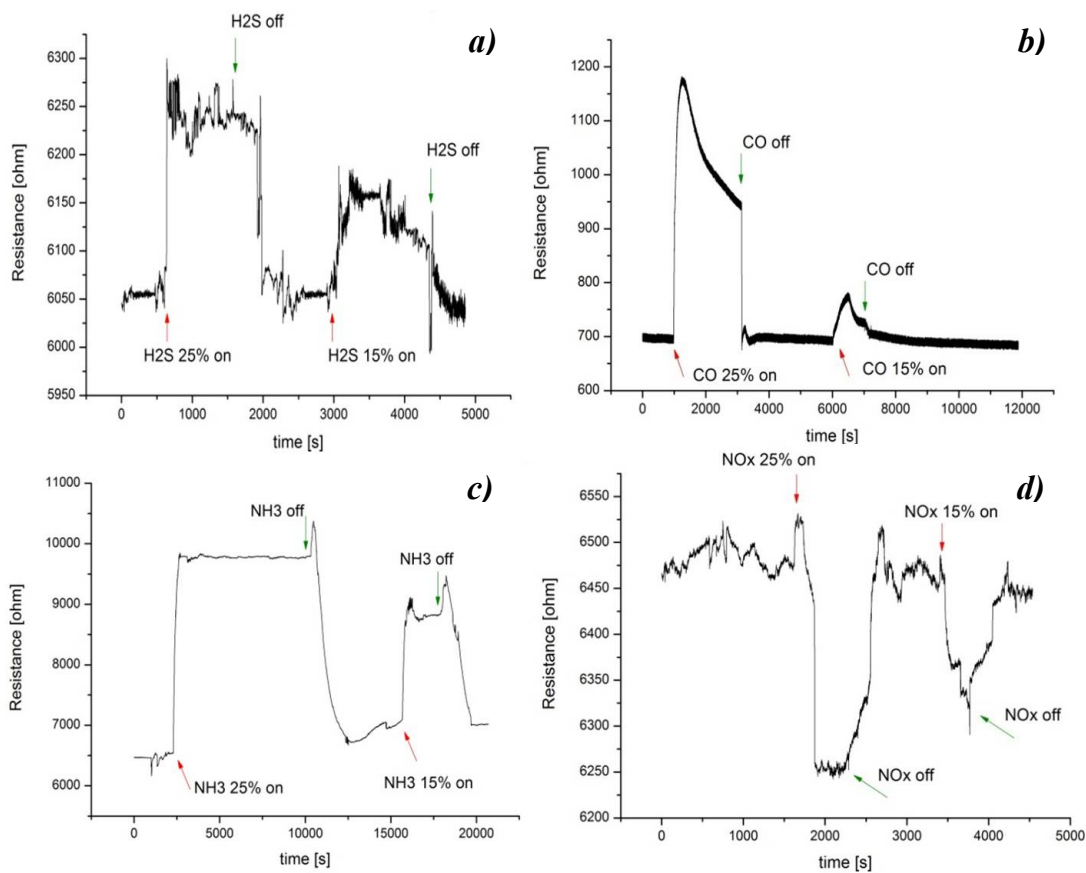 a)
H2S off
H2S off
H2S 25% on
H2S 15% on
Resistance [ohm]
6300
6250
6200
6150
6100
6050
6000
5950
0
1000
2000
3000
4000
5000
time [s]
b)
CO off
CO off
CO 25% on
CO 15% on
Resistance [ohm]
1200
1100
1000
900
800
700
600
0
2000
4000
6000
8000
10000
12000
time [s]
c)
NH3 off
NH3 off
NH3 25% on
NH3 15% on
Resistance [ohm]
11000
10000
9000
8000
7000
6000
0
5000
10000
15000
20000
time [s]
d)
NOx 25% on
NOx 15% on
NOx off
NOx off
Resistance [ohm]
6550
6500
6450
6400
6350
6300
6250
6200
0
1000
2000
3000
4000
5000
time [s]